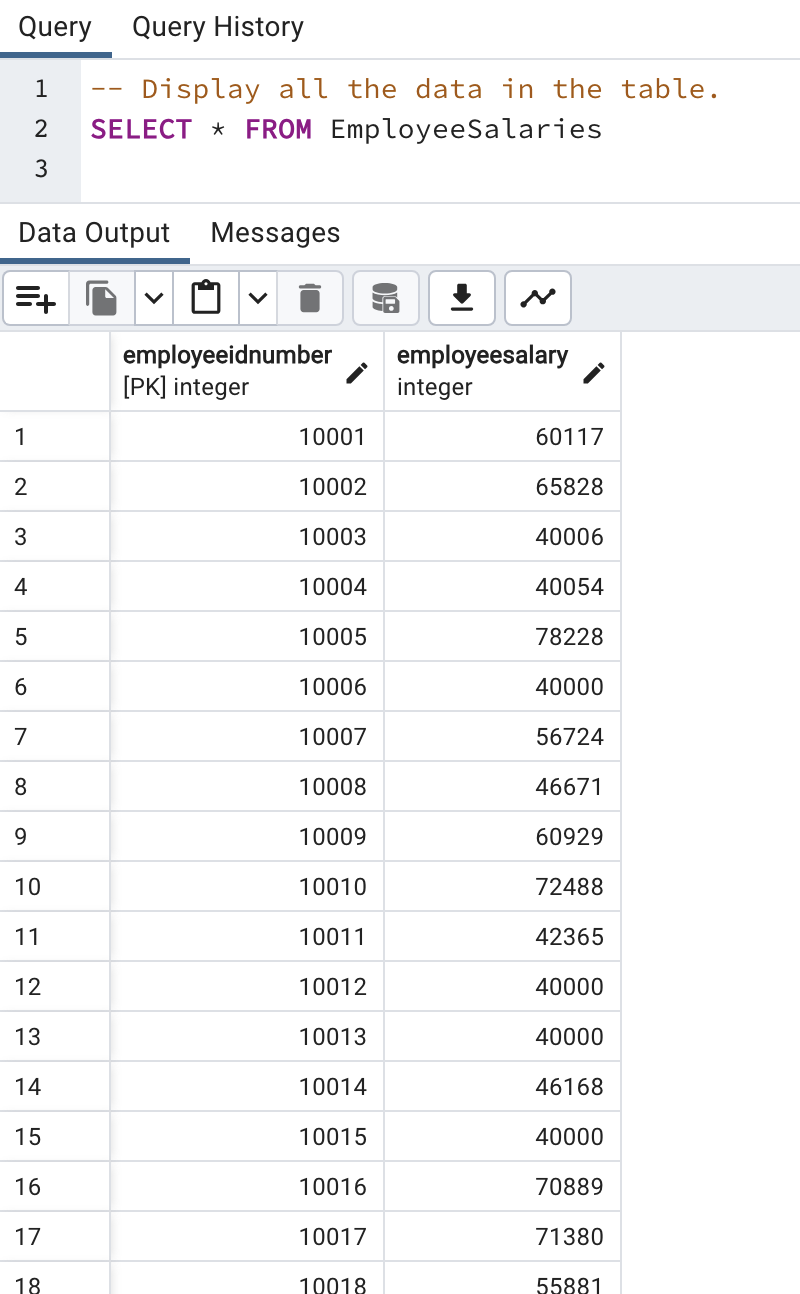 Query Query History
1 -- Display all the data in the table.
2 SELECT * FROM EmployeeSalaries
3
Data Output Messages
employeeidnumber employeesalary
[PK] integer integer
1 10001 60117
2 10002 65828
3 10003 40006
4 10004 40054
5 10005 78228
6 10006 40000
7 10007 56724
8 10008 46671
9 10009 60929
10 10010 72488
11 10011 42365
12 10012 40000
13 10013 40000
14 10014 46168
15 10015 40000
16 10016 70889
17 10017 71380
18 10018 55881